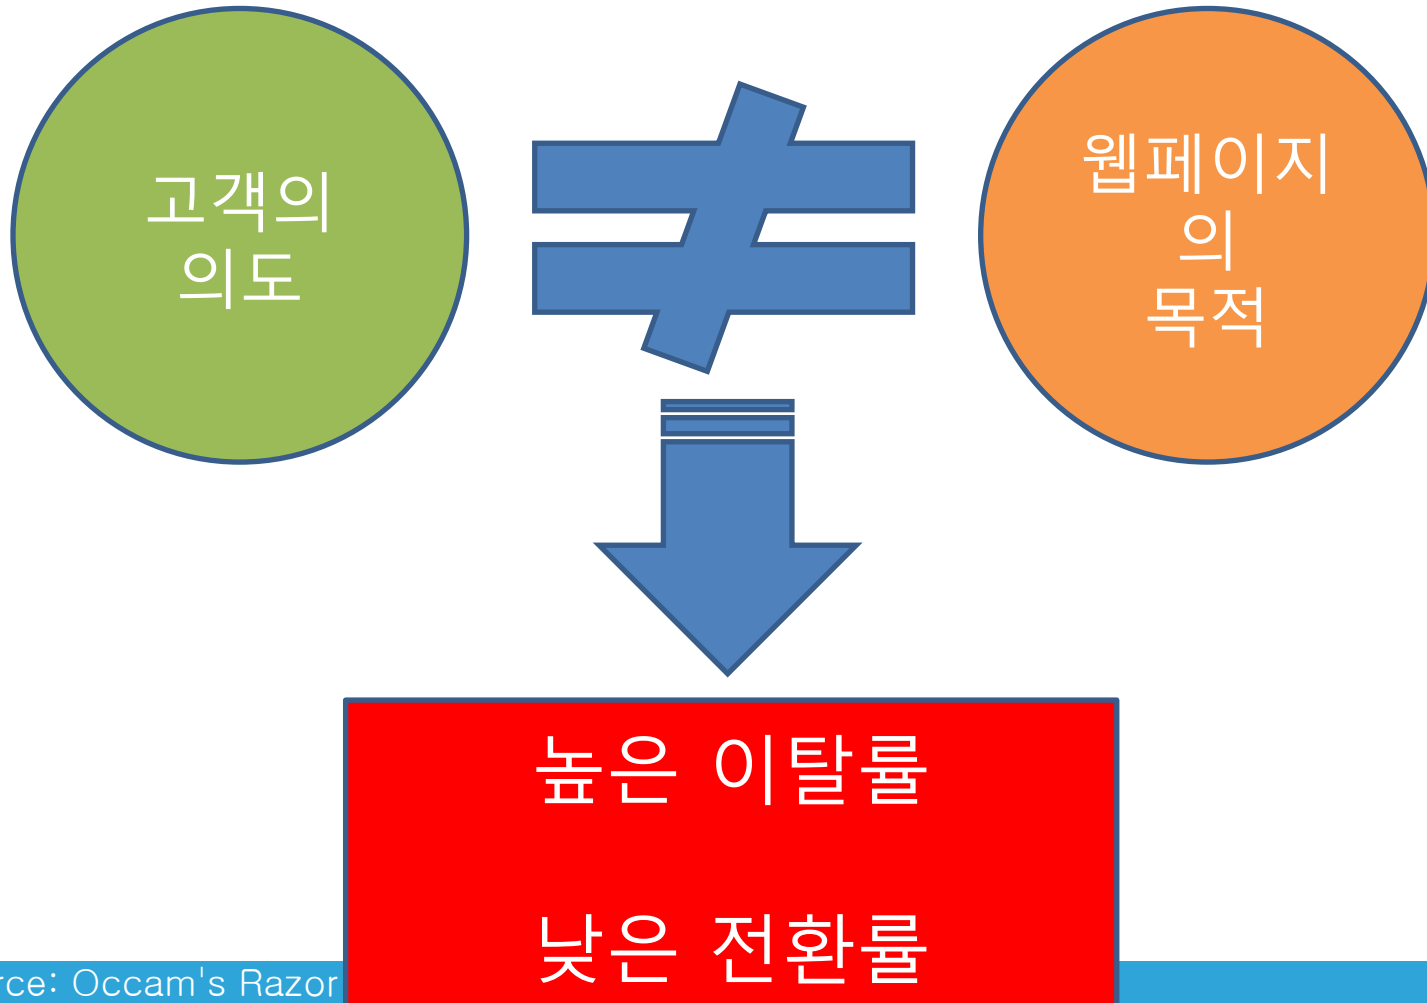 고객의
의도
웹페이지
의
목적
높은 이탈률
낮은 전환률
rce: Occam's Razor